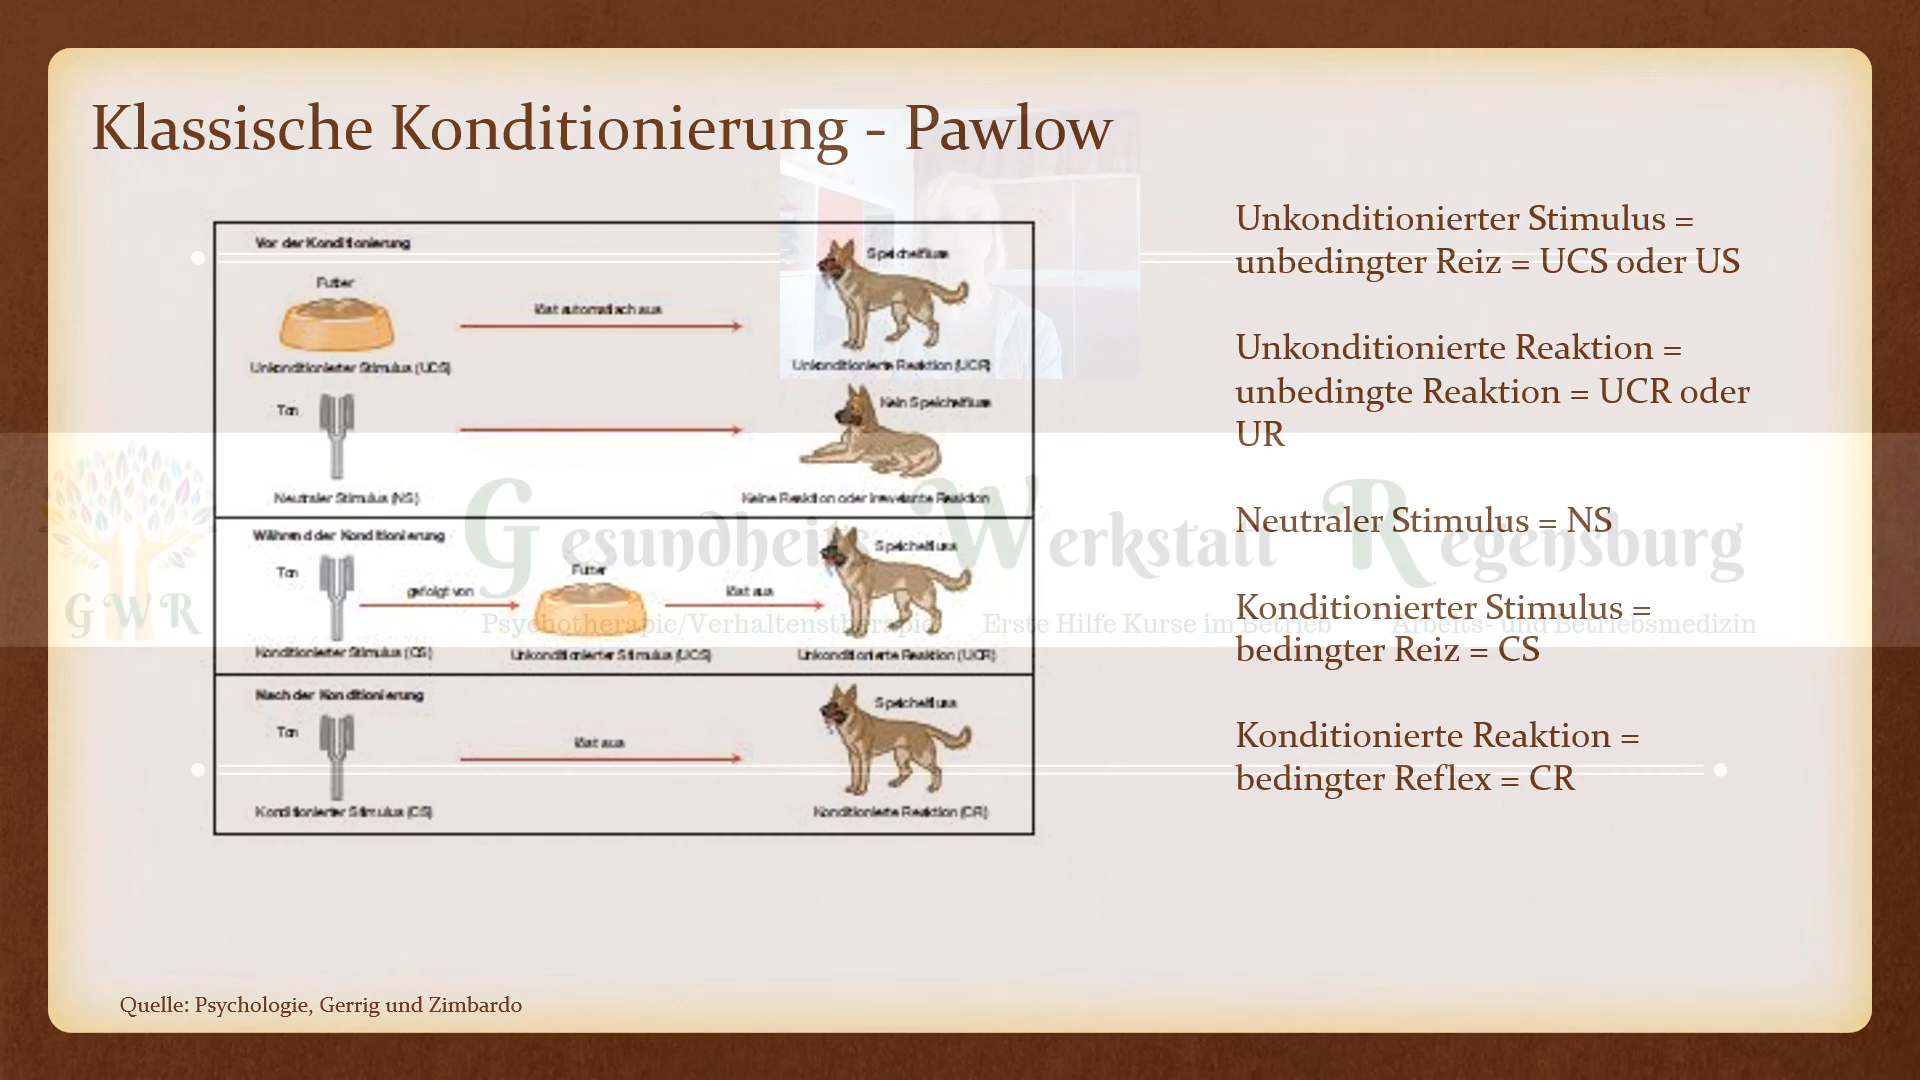 Klassische Konditionierung - Pawlow
Vor der Konditionierung
Futter
löst automatisch aus
Speichelfluss
Unkonditionierter Stimulus (UCS)
Unkonditionierte Reaktion (UCR)
Ton
Kein Speichelfluss
Neutraler Stimulus (NS)
Keine Reaktion oder irrelevante Reaktion
Während der Konditionierung
Ton
gefolgt von
Futter
löst aus
Speichelfluss
Konditionierter Stimulus (CS)
Unkonditionierter Stimulus (UCS)
Unkonditionierte Reaktion (UCR)
Nach der Konditionierung
Ton
löst aus
Speichelfluss
Konditionierter Stimulus (CS)
Konditionierte Reaktion (CR)
Unkonditionierter Stimulus =
unbedingter Reiz = UCS oder US
Unkonditionierte Reaktion =
unbedingte Reaktion = UCR oder
UR
Neutraler Stimulus = NS
Konditionierter Stimulus =
bedingter Reiz = CS
Konditionierte Reaktion =
bedingter Reflex = CR
GWR
Gesundheits Werkstatt Regensburg
Psychotherapie/Verhaltenstherapie Erste Hilfe Kurse im Betrieb Arbeits- und Betriebsmedizin
Quelle: Psychologie, Gerrig und Zimbardo